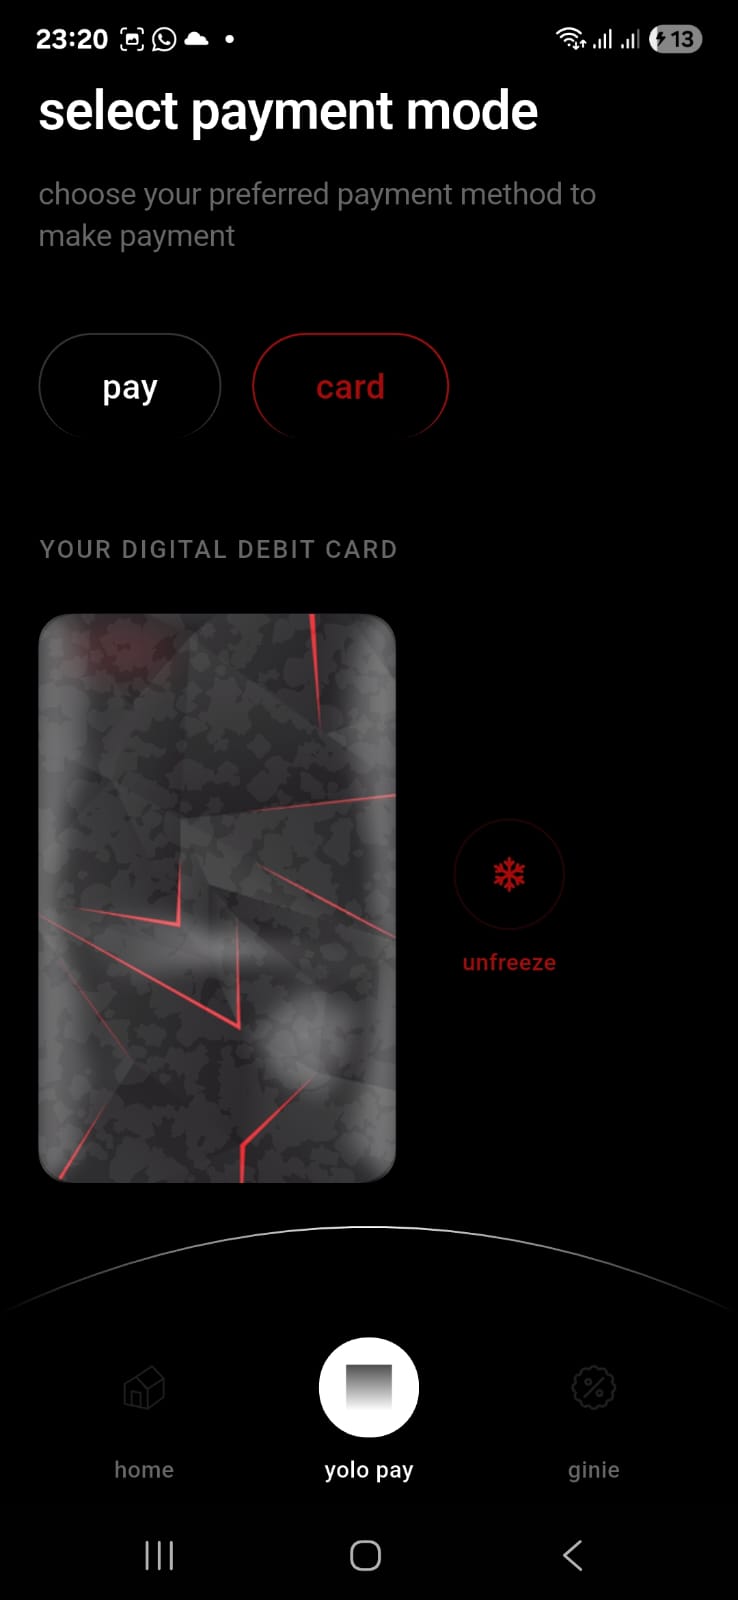 23:20
13
select payment mode
choose your preferred payment method to
make payment
pay
card
YOUR DIGITAL DEBIT CARD
unfreeze
home
yolo pay
ginie